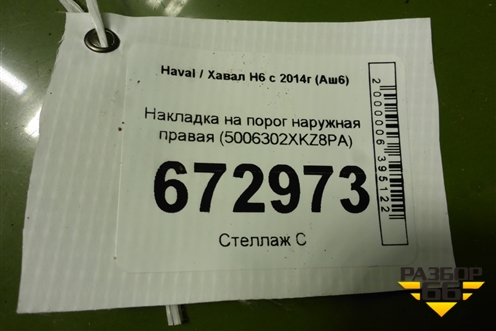 Haval / Хавал H6 с 2014г (Аш6)
Накладка на порог наружная
правая (5006302XKZ8PA)
672973
Стеллаж С
2000006395122
РАЗБОР
66